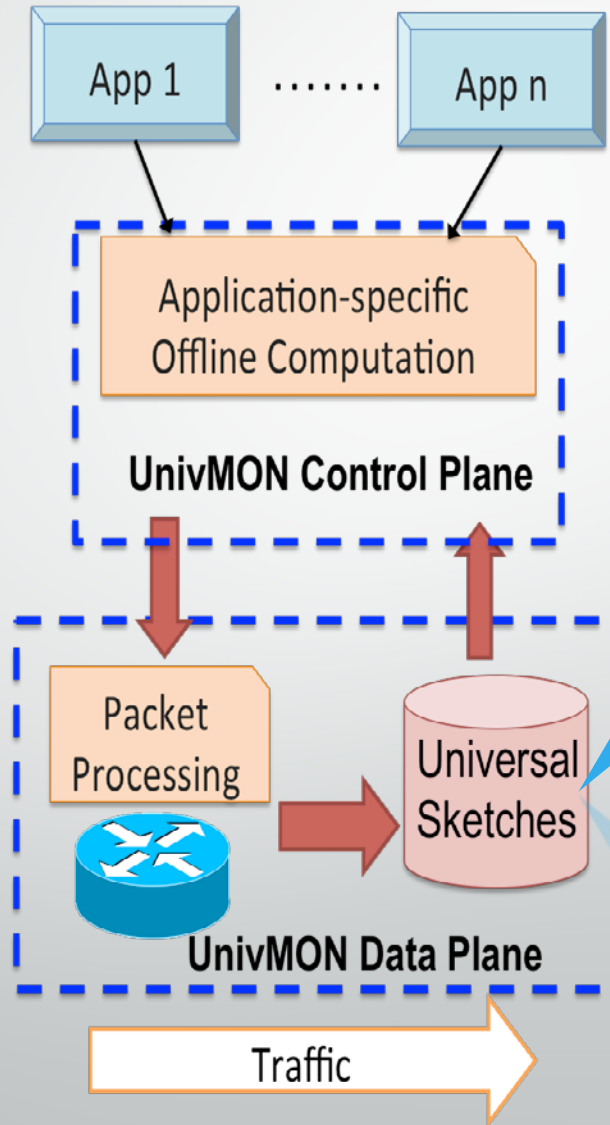 App 1 ....... App n
Application-specific
Offline Computation
UnivMON Control Plane
Packet
Processing
Universal
Sketches
UnivMON Data Plane
Traffic